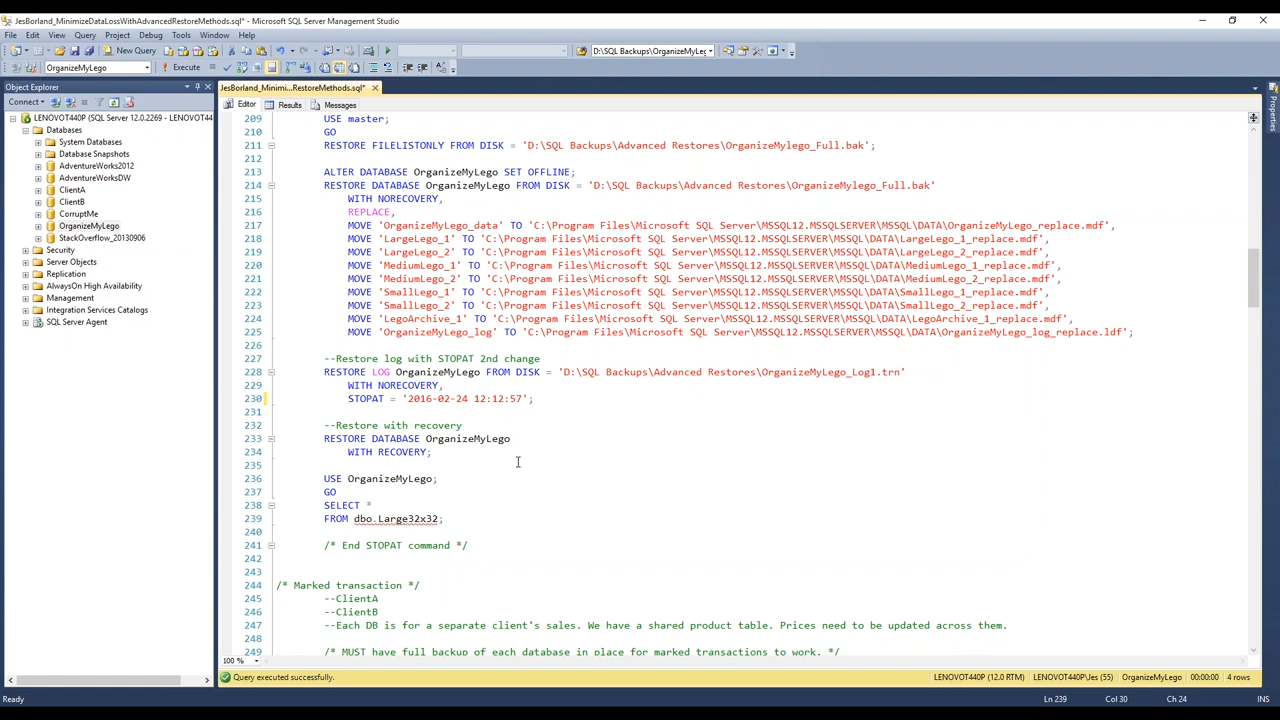 JesBorland_MinimizeDataLossWithAdvancedRestoreMethods.sql* - Microsoft SQL Server Management Studio
File Edit View Query Project Debug Tools Window Help
New Query D:\SQL Backups\OrganizeMyLeg
OrganizeMyLego Execute
Object Explorer
Connect
LENOVOT440P (SQL Server 12.0.2269 - LENOVOT44
Databases
System Databases
Database Snapshots
AdventureWorks2012
AdventureWorksDW
ClientA
ClientB
CorruptMe
OrganizeMyLego
StackOverflow_20130906
Security
Server Objects
Replication
AlwaysOn High Availability
Management
Integration Services Catalogs
SQL Server Agent
JesBorland_Minimi...RestoreMethods.sql*
Editor Results Messages
209 USE master;
210 GO
211 RESTORE FILELISTONLY FROM DISK = 'D:\SQL Backups\Advanced Restores\OrganizeMylego_Full.bak';
212
213 ALTER DATABASE OrganizeMyLego SET OFFLINE;
214 RESTORE DATABASE OrganizeMyLego FROM DISK = 'D:\SQL Backups\Advanced Restores\OrganizeMylego_Full.bak'
215 WITH NORECOVERY,
216 REPLACE,
217 MOVE 'OrganizeMyLego_data' TO 'C:\Program Files\Microsoft SQL Server\MSSQL12.MSSQLSERVER\MSSQL\DATA\OrganizeMyLego_replace.mdf',
218 MOVE 'LargeLego_1' TO 'C:\Program Files\Microsoft SQL Server\MSSQL12.MSSQLSERVER\MSSQL\DATA\LargeLego_1_replace.mdf',
219 MOVE 'LargeLego_2' TO 'C:\Program Files\Microsoft SQL Server\MSSQL12.MSSQLSERVER\MSSQL\DATA\LargeLego_2_replace.mdf',
220 MOVE 'MediumLego_1' TO 'C:\Program Files\Microsoft SQL Server\MSSQL12.MSSQLSERVER\MSSQL\DATA\MediumLego_1_replace.mdf',
221 MOVE 'MediumLego_2' TO 'C:\Program Files\Microsoft SQL Server\MSSQL12.MSSQLSERVER\MSSQL\DATA\MediumLego_2_replace.mdf',
222 MOVE 'SmallLego_1' TO 'C:\Program Files\Microsoft SQL Server\MSSQL12.MSSQLSERVER\MSSQL\DATA\SmallLego_1_replace.mdf',
223 MOVE 'SmallLego_2' TO 'C:\Program Files\Microsoft SQL Server\MSSQL12.MSSQLSERVER\MSSQL\DATA\SmallLego_2_replace.mdf',
224 MOVE 'LegoArchive_1' TO 'C:\Program Files\Microsoft SQL Server\MSSQL12.MSSQLSERVER\MSSQL\DATA\LegoArchive_1_replace.mdf',
225 MOVE 'OrganizeMyLego_log' TO 'C:\Program Files\Microsoft SQL Server\MSSQL12.MSSQLSERVER\MSSQL\DATA\OrganizeMyLego_log_replace.ldf';
226
227 --Restore log with STOPAT 2nd change
228 RESTORE LOG OrganizeMyLego FROM DISK = 'D:\SQL Backups\Advanced Restores\OrganizeMyLego_Log1.trn'
229 WITH NORECOVERY,
230 STOPAT = '2016-02-24 12:12:57';
231
232 --Restore with recovery
233 RESTORE DATABASE OrganizeMyLego
234 WITH RECOVERY;
235
236 USE OrganizeMyLego;
237 GO
238 SELECT *
239 FROM dbo.Large32x32;
240
241 /* End STOPAT command */
242
243
244 /* Marked transaction */
245 --ClientA
246 --ClientB
247 --Each DB is for a separate client's sales. We have a shared product table. Prices need to be updated across them.
248
249 /* MUST have full backup of each database in place for marked transactions to work. */
100 %
Query executed successfully. LENOVOT440P (12.0 RTM) LENOVOT440P\Jes (55) OrganizeMyLego 00:00:00 4 rows
Ready Ln 239 Col 30 Ch 24 INS
Properties